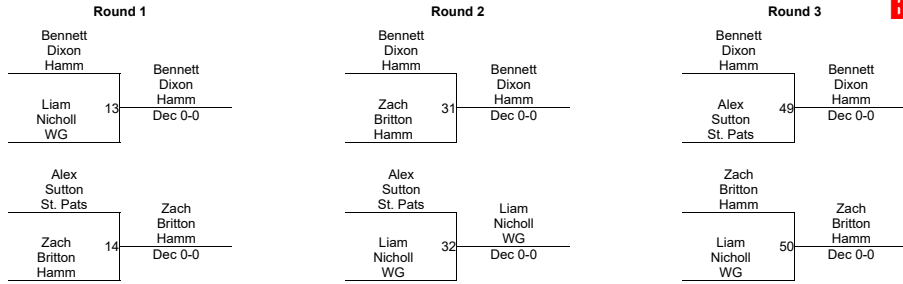 Round 1
Bennett
Dixon
Hamm
13
Bennett
Dixon
Hamm
Dec 0-0
Liam
Nicholl
WG
Alex
Sutton
St. Pats
14
Zach
Britton
Hamm
Dec 0-0
Zach
Britton
Hamm
Round 2
Bennett
Dixon
Hamm
31
Bennett
Dixon
Hamm
Dec 0-0
Zach
Britton
Hamm
Alex
Sutton
St. Pats
32
Liam
Nicholl
WG
Dec 0-0
Liam
Nicholl
WG
Round 3
Bennett
Dixon
Hamm
49
Bennett
Dixon
Hamm
Dec 0-0
Alex
Sutton
St. Pats
Zach
Britton
Hamm
50
Zach
Britton
Hamm
Dec 0-0
Liam
Nicholl
WG